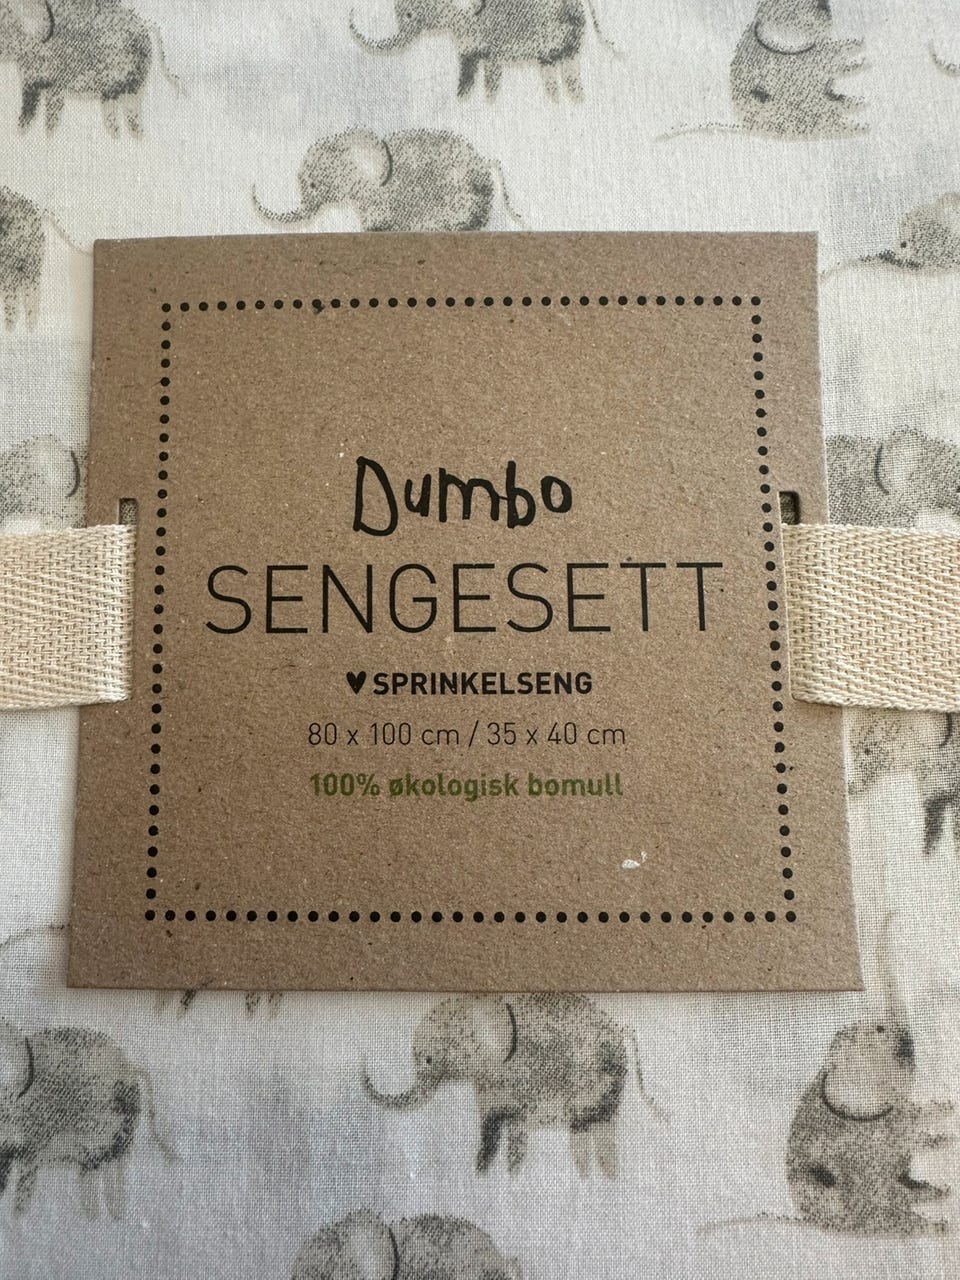 Dumbo
SENGESETT
♥ SPRINKELSENG
80 x 100 cm / 35 x 40 cm
100% økologisk bomull